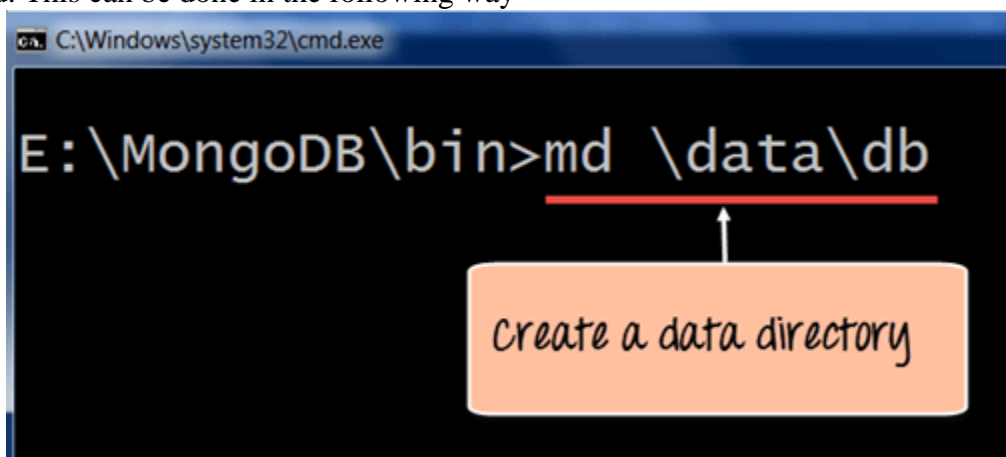 This can be done in the following way
C:\Windows\system32\cmd.exe
E:\MongoDB\bin>md \data\db
Create a data directory